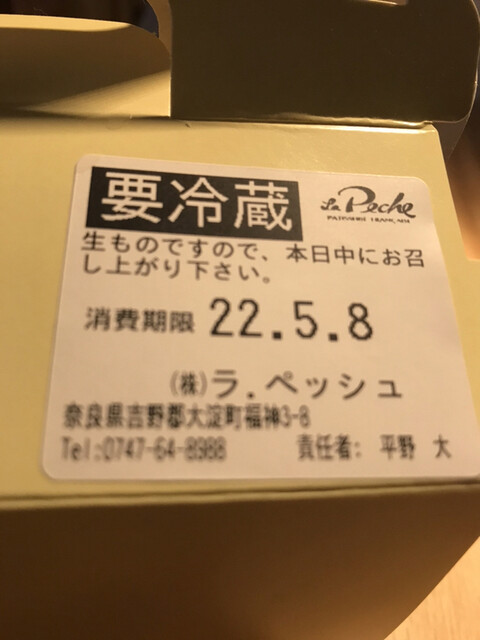 要冷蔵
La Peche
生ものですので、本日中にお召
し上がり下さい。
消費期限 22.5.8
(株)ラ.ペッシュ
奈良県吉野郡大淀町福神3-8
Tel:0747-64-8988 責任者: 平野 大